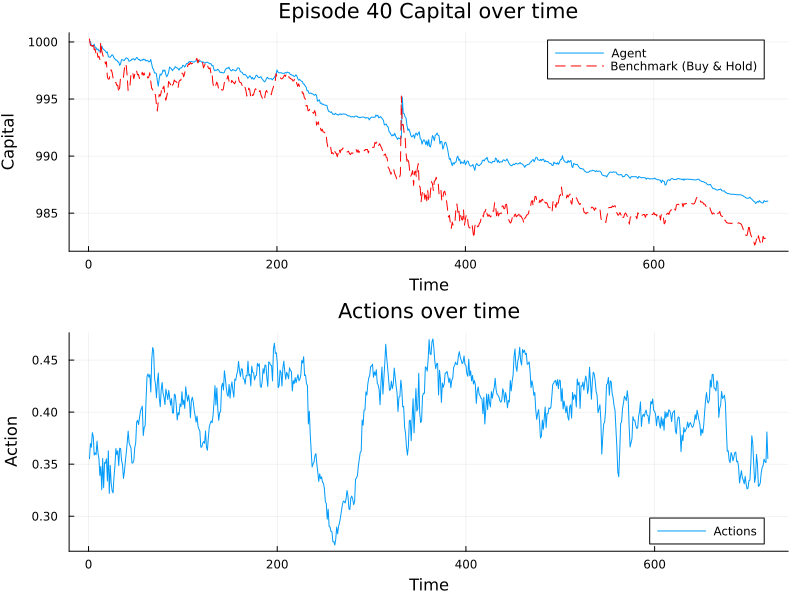 Episode 40 Capital over time
1000
995
990
985
Capital
Agent
Benchmark (Buy & Hold)
0 200 400 600
Time
Actions over time
0.45
0.40
0.35
0.30
Action
Actions
0 200 400 600
Time